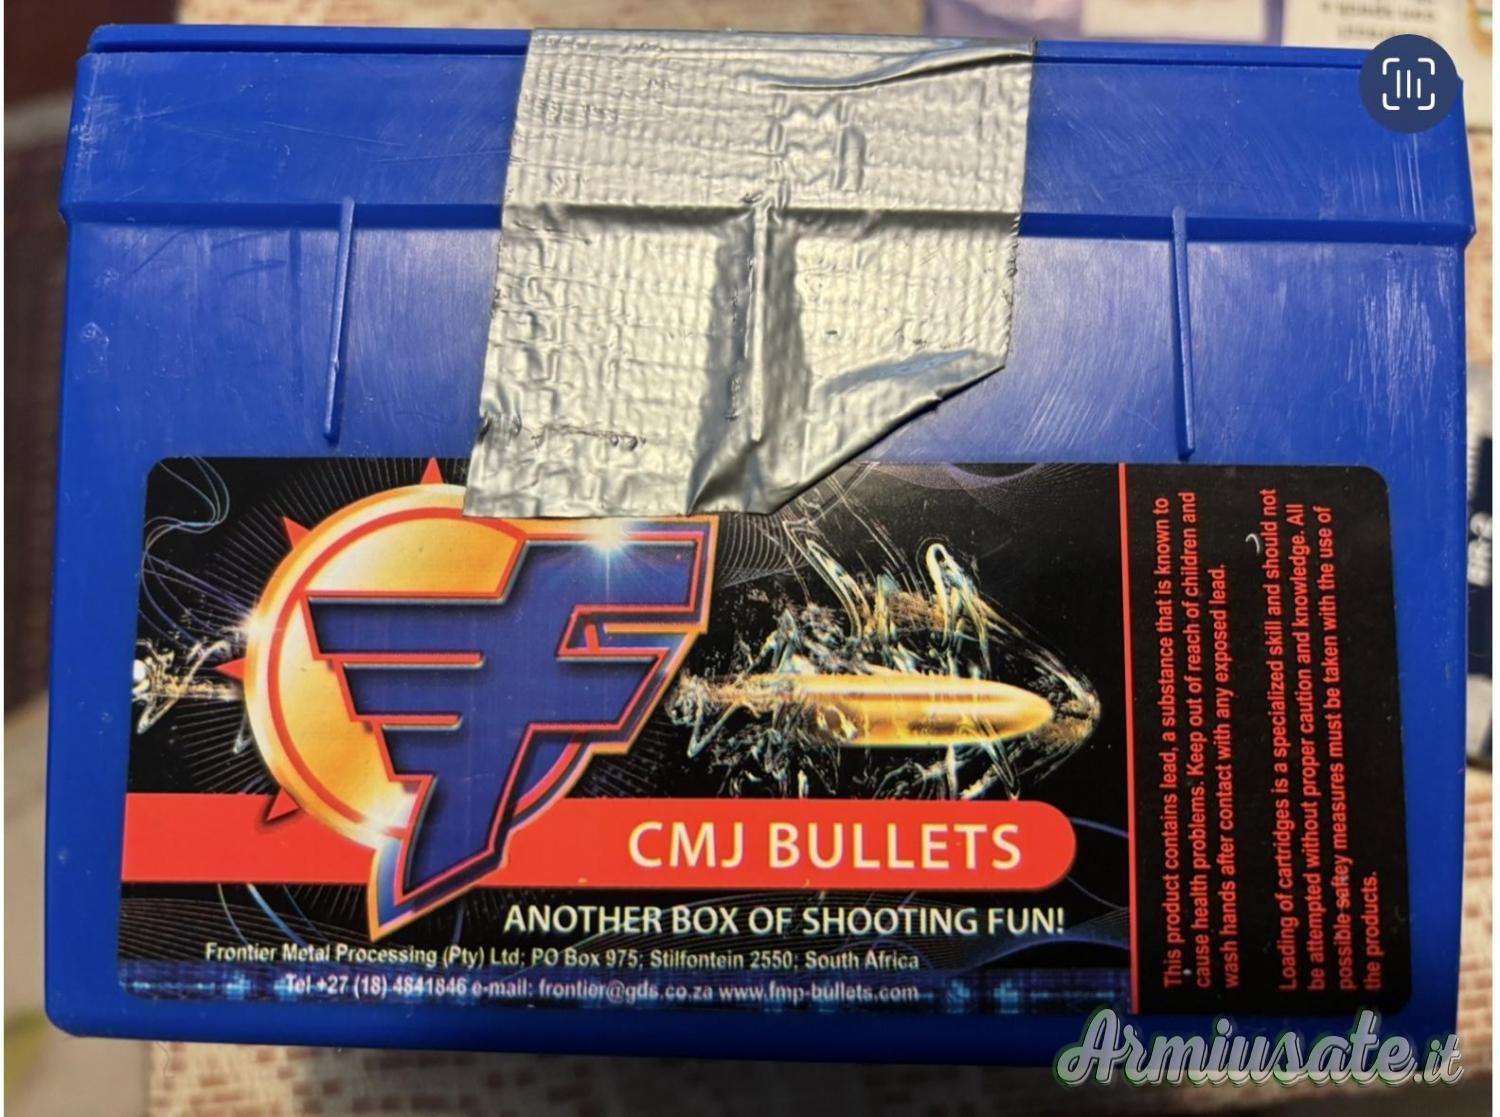 CMJ BULLETS
ANOTHER BOX OF SHOOTING FUN!
Frontier Metal Processing (Pty) Ltd; PO Box 975; Stilfontein 2550; South Africa
Tel +27 (18) 4841846 e-mail: frontier@gds.co.za www.fmp-bullets.com
This product contains lead, a substance that is known to
cause health problems. Keep out of reach of children and
wash hands after contact with any exposed lead.
Loading of cartridges is a specialized skill and should not
be attempted without proper caution and knowledge. All
possible saftey measures must be taken with the use of
the products.
Armiusate.it